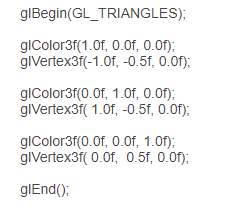 glBegin(GL_TRIANGLES);
glColor3f(1.0f, 0.0f, 0.0f);
glVertex3f(-1.0f, -0.5f, 0.0f);
glColor3f(0.0f, 1.0f, 0.0f);
glVertex3f( 1.0f, -0.5f, 0.0f);
glColor3f(0.0f, 0.0f, 1.0f);
glVertex3f( 0.0f,  0.5f, 0.0f);
glEnd();